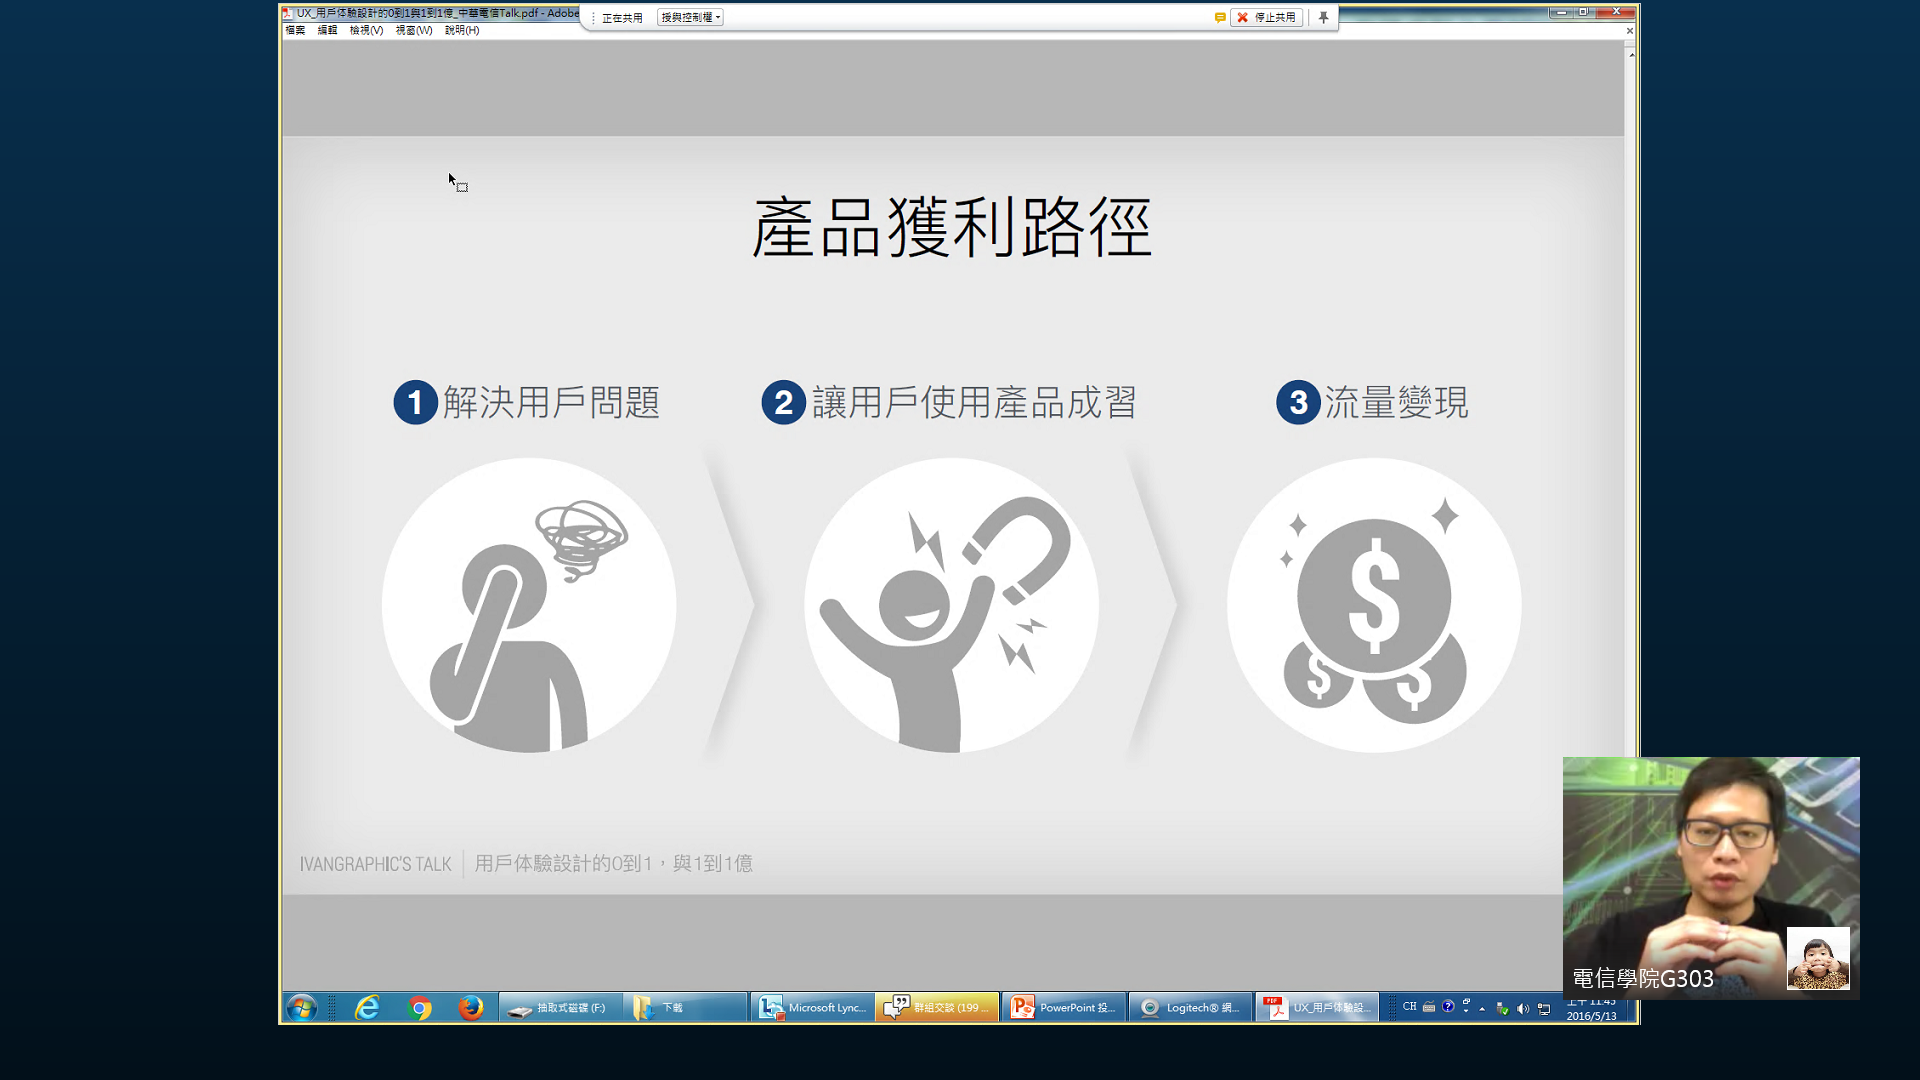 UX_用戶体驗設計的0到1與1到1億_中華電信Talk.pdf - Adobe
正在共用
授與控制權
停止共用
檔案 編輯 檢視(V) 視窗(W) 說明(H)
產品獲利路徑
1 解決用戶問題
2 讓用戶使用產品成習
3 流量變現
$
$
$
IVANGRAPHIC'S TALK | 用戶体驗設計的0到1,與1到1億
電信學院G303
抽取式磁碟 (F:)
下載
Microsoft Lync...
群組交談 (199 ...
PowerPoint 投...
Logitech® 網...
UX_用戶体驗設...
CH
上午 11:43
2016/5/13